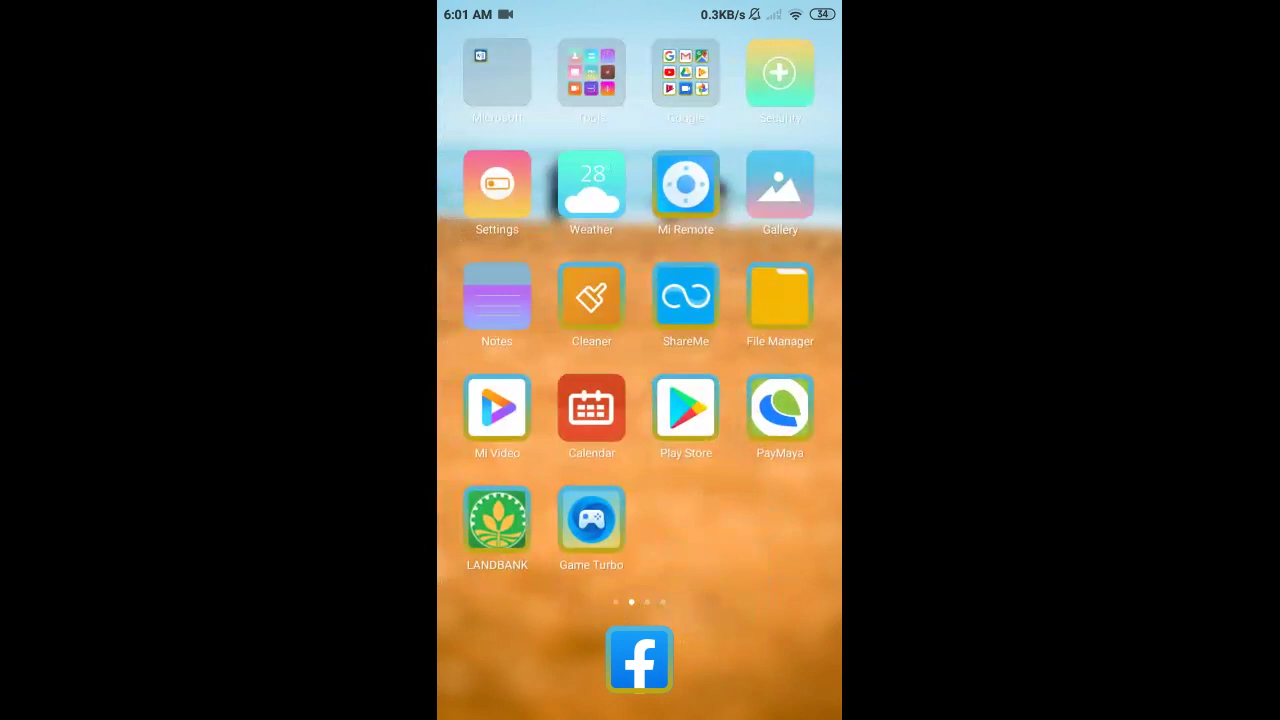 6:01 AM 0.3KB/s 34
Microsoft Tools Google Security
28°
Settings Weather Mi Remote Gallery
Notes Cleaner ShareMe File Manager
Mi Video Calendar Play Store PayMaya
LANDBANK Game Turbo